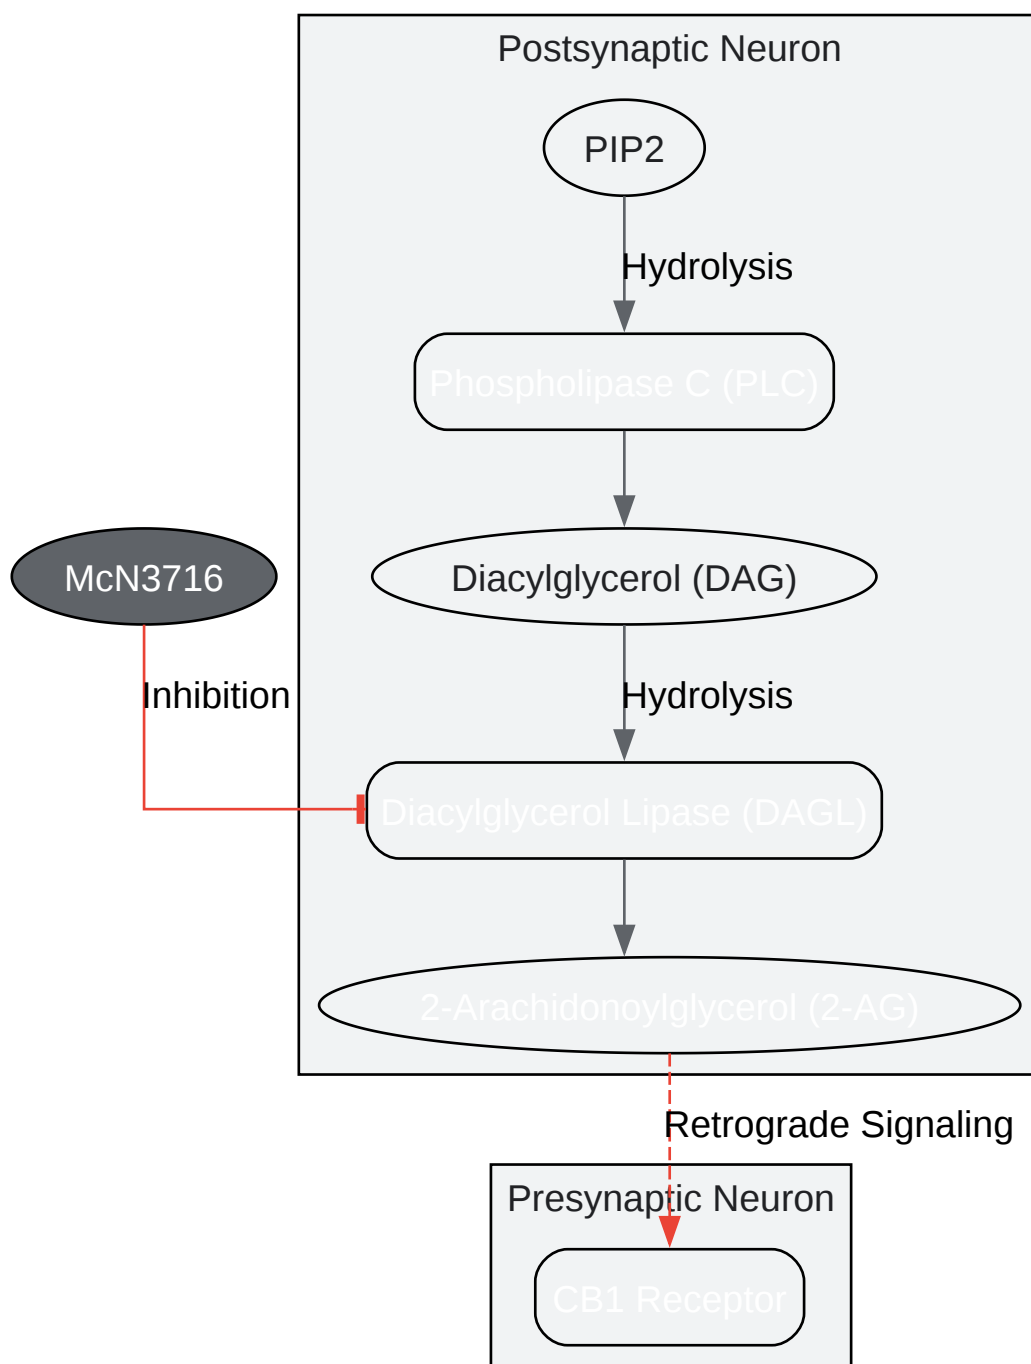 Postsynaptic Neuron
PIP2
Hydrolysis
Phospholipase C (PLC)
McN3716
Diacylglycerol (DAG)
Inhibition
Hydrolysis
Diacylglycerol Lipase (DAGL)
2-Arachidonoylglycerol (2-AG)
Retrograde Signaling
Presynaptic Neuron
CB1 Receptor